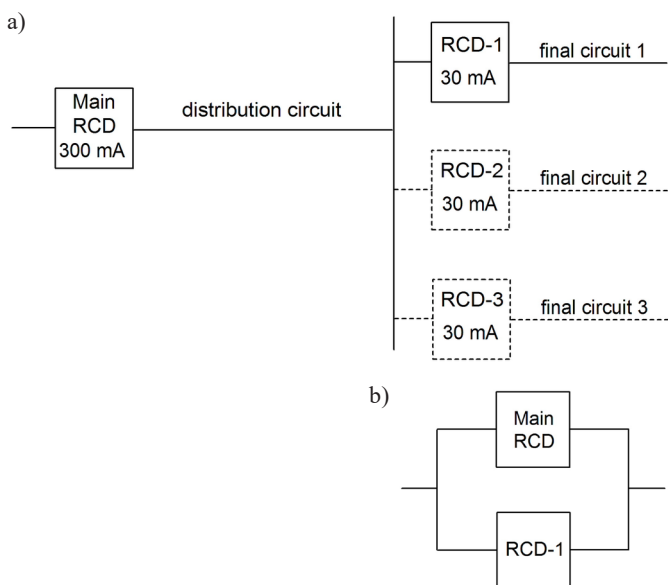 a)
Main
RCD
300 mA
distribution circuit
RCD-1
30 mA
final circuit 1
RCD-2
30 mA
final circuit 2
RCD-3
30 mA
final circuit 3
b)
Main
RCD
RCD-1